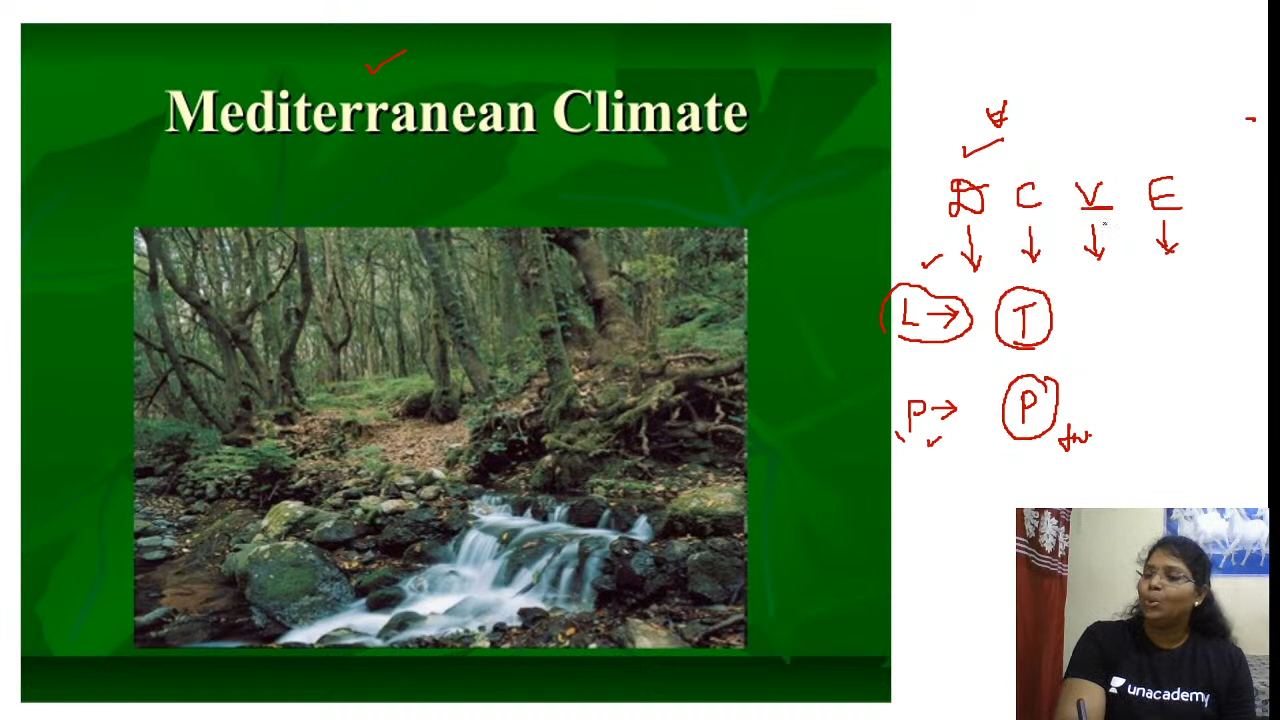 Mediterranean Climate
D C V E
L → T
P → P
unacademy